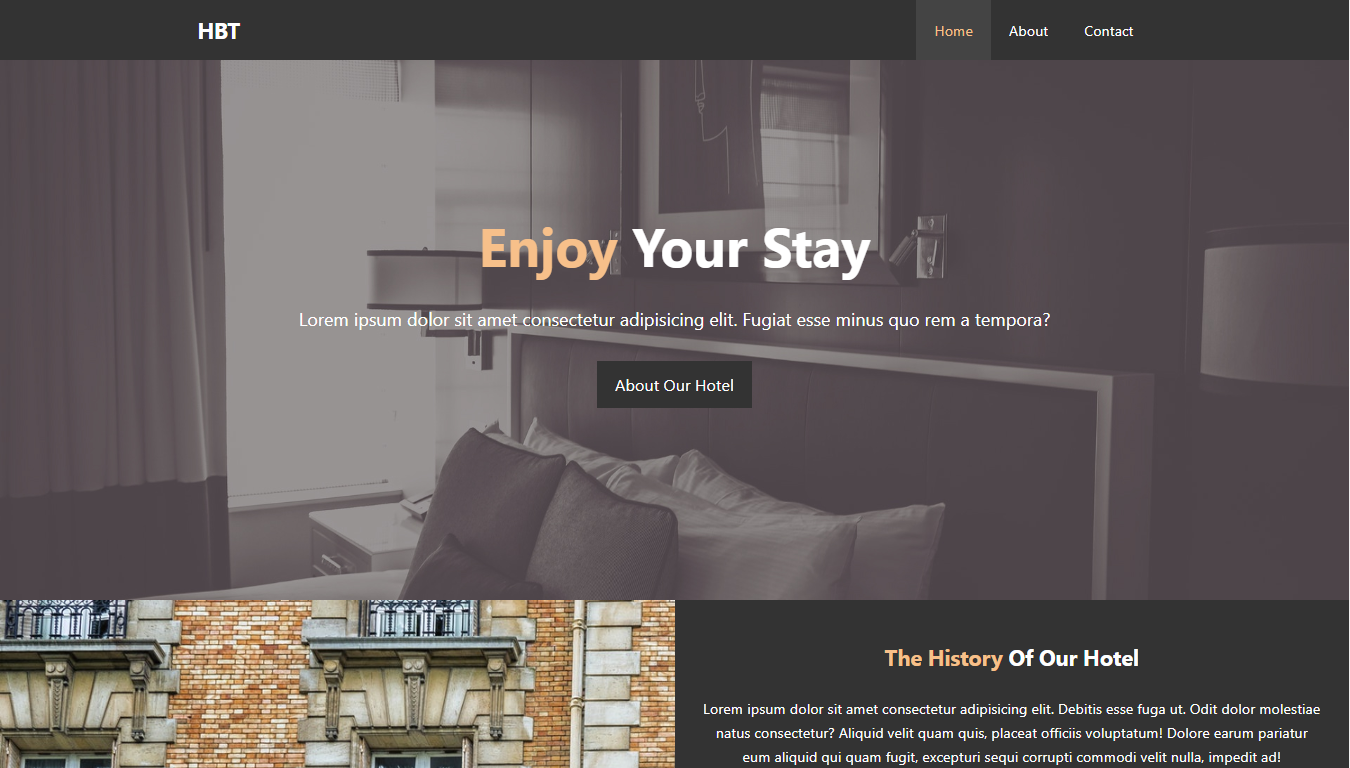 HBT
Home
About
Contact
Enjoy Your Stay
Lorem ipsum dolor sit amet consectetur adipisicing elit. Fugiat esse minus quo rem a tempora?
About Our Hotel
The History Of Our Hotel
Lorem ipsum dolor sit amet consectetur adipisicing elit. Debitis esse fuga ut. Odit dolor molestiae
natus consectetur? Aliquid velit quam quis, placeat officiis voluptatum! Dolore earum pariatur
eum aliquid qui quam fugit, excepturi sequi corrupti commodi velit nulla, impedit ad!